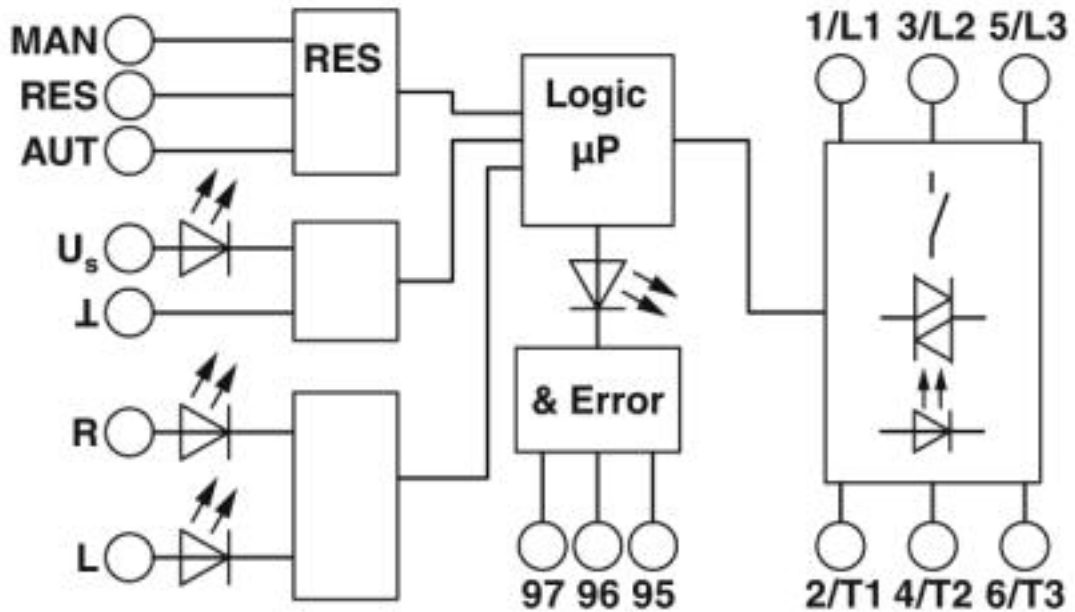 MAN
RES
AUT
RES
Us
⊥
R
L
Logic
µP
& Error
97 96 95
1/L1 3/L2 5/L3
2/T1 4/T2 6/T3